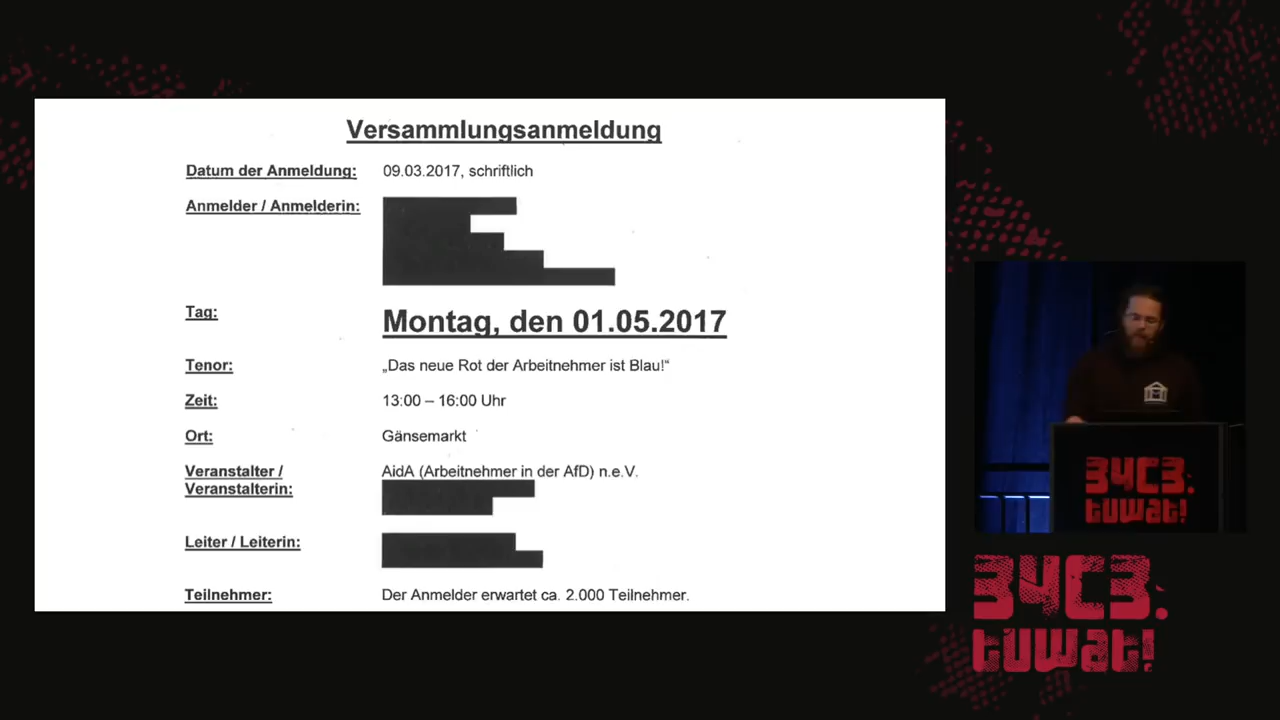 Versammlungsanmeldung
Datum der Anmeldung: 09.03.2017, schriftlich
Anmelder / Anmelderin:
Tag: Montag, den 01.05.2017
Tenor: „Das neue Rot der Arbeitnehmer ist Blau!“
Zeit: 13:00 – 16:00 Uhr
Ort: Gänsemarkt
Veranstalter / AidA (Arbeitnehmer in der AfD) n.e.V.
Veranstalterin:
Leiter / Leiterin:
Teilnehmer: Der Anmelder erwartet ca. 2.000 Teilnehmer.
34C3.
tuwat!
34C3.
tuwat!